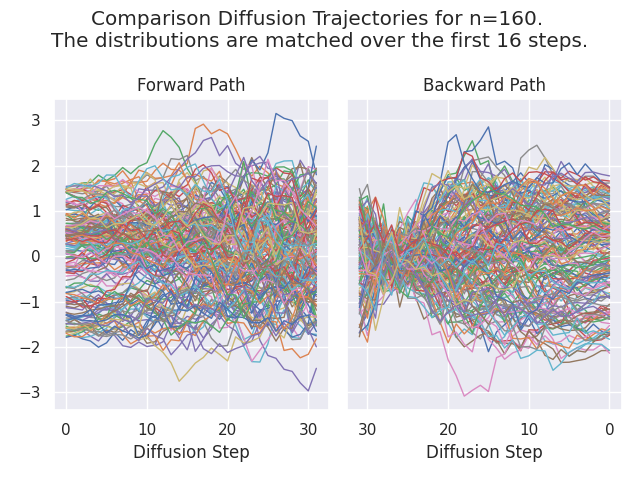 Comparison Diffusion Trajectories for n=160.
The distributions are matched over the first 16 steps.
Forward Path
Backward Path
3
2
1
0
−1
−2
−3
0 10 20 30
30 20 10 0
Diffusion Step
Diffusion Step